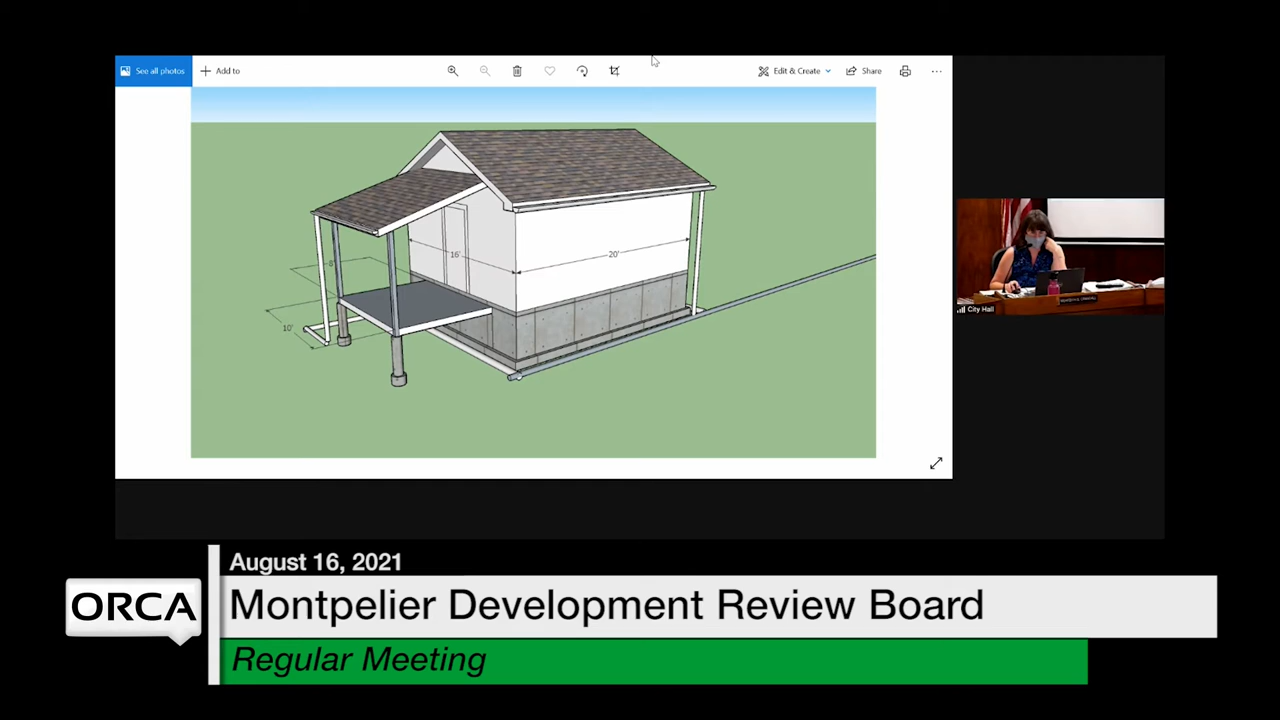 See all photos
Add to
Edit & Create
Share
16'
20'
8'
10'
City Hall
August 16, 2021
ORCA
Montpelier Development Review Board
Regular Meeting